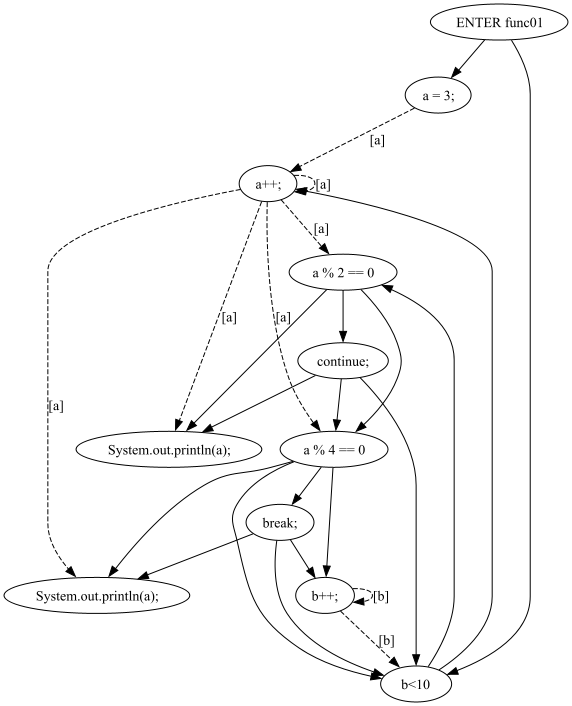 ENTER func01
a = 3;
[a]
a++;
[a]
[a]
a % 2 == 0
[a]
[a]
continue;
[a]
System.out.println(a);
a % 4 == 0
break;
System.out.println(a);
b++;
[b]
[b]
b<10